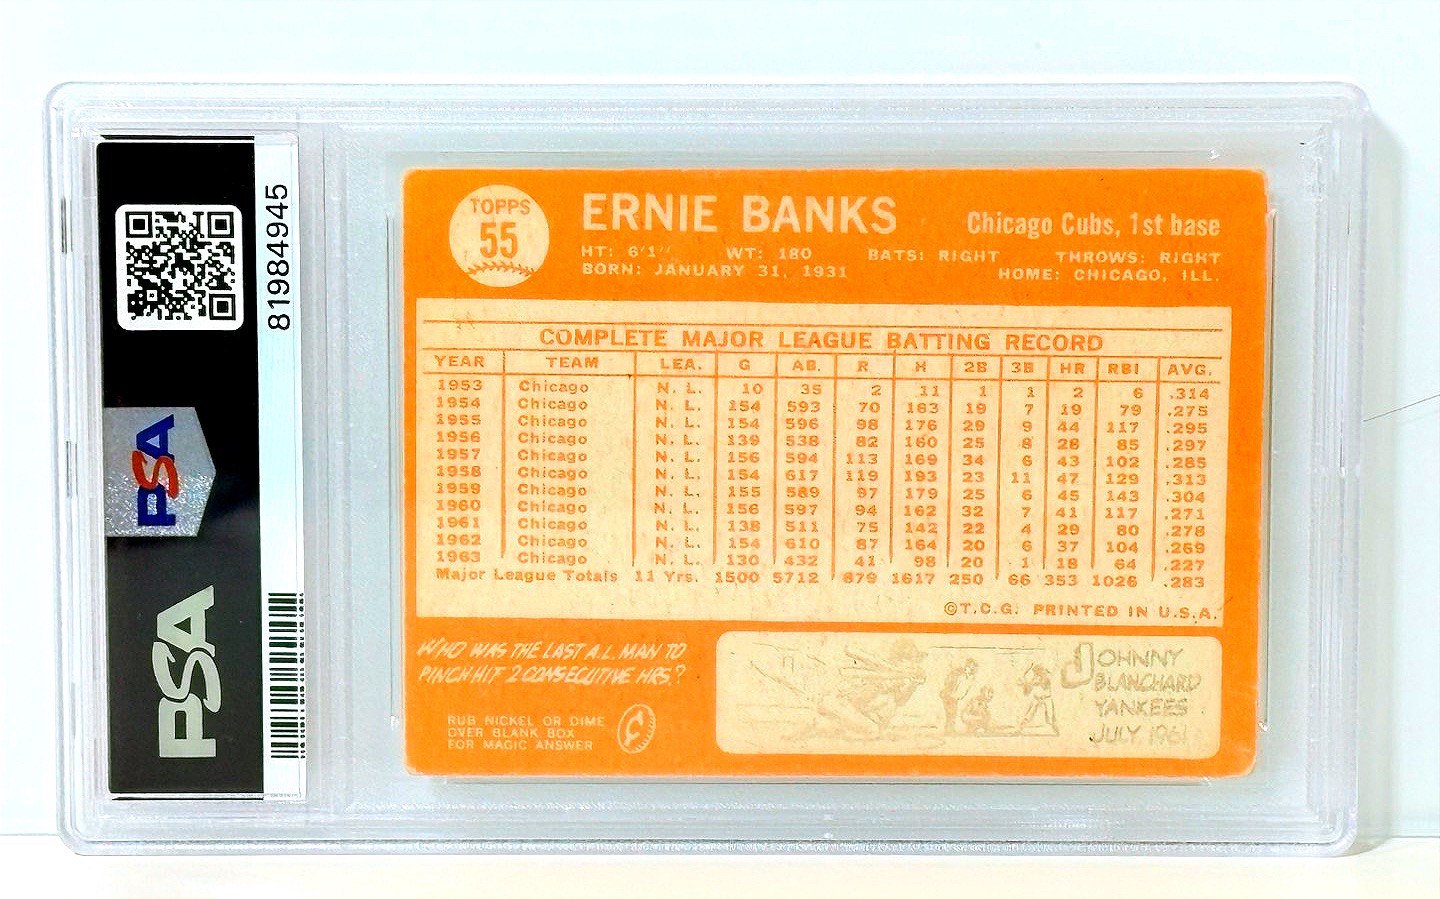 81984945
PSA
PSA
TOPPS
55
ERNIE BANKS
Chicago Cubs, 1st base
HT: 6'1" WT: 180 BATS: RIGHT THROWS: RIGHT
BORN: JANUARY 31, 1931 HOME: CHICAGO, ILL.
COMPLETE MAJOR LEAGUE BATTING RECORD
YEAR TEAM LEA. G AB. R H 2B 3B HR RBI AVG.
1953 Chicago N. L. 10 35 2 11 1 1 2 6 .314
1954 Chicago N. L. 154 593 70 163 19 7 19 79 .275
1955 Chicago N. L. 154 596 98 176 29 9 44 117 .295
1956 Chicago N. L. 139 538 82 160 25 8 28 85 .297
1957 Chicago N. L. 156 594 113 169 34 6 43 102 .285
1958 Chicago N. L. 154 617 119 193 23 11 47 129 .313
1959 Chicago N. L. 155 589 97 179 25 6 45 143 .304
1960 Chicago N. L. 156 597 94 162 32 7 41 117 .271
1961 Chicago N. L. 138 511 75 142 22 4 29 80 .278
1962 Chicago N. L. 154 610 87 164 20 6 37 104 .269
1963 Chicago N. L. 130 432 41 98 20 1 18 64 .227
Major League Totals 11 Yrs. 1500 5712 879 1617 250 66 353 1026 .283
©T.C.G. PRINTED IN U.S.A.
WHO WAS THE LAST A.L. MAN TO
PINCH HIT 2 CONSECUTIVE HRS.?
RUB NICKEL OR DIME
OVER BLANK BOX
FOR MAGIC ANSWER
JOHNNY
BLANCHARD
YANKEES
JULY 1961